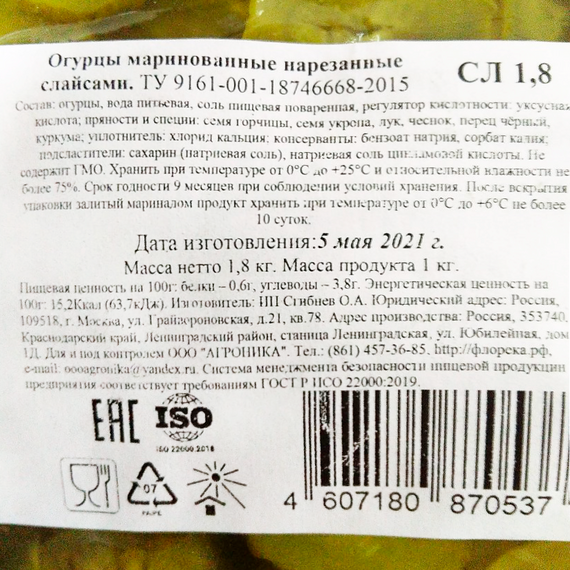 Огурцы маринованные нарезанные
слайсами. ТУ 9161-001-18746668-2015
СЛ 1,8
Состав: огурцы, вода питьевая, соль пищевая поваренная, регулятор кислотности: уксусная
кислота; пряности и специи: семя горчицы, семя укропа, лук, чеснок, перец чёрный,
куркума; уплотнитель: хлорид кальция; консерванты: бензоат натрия, сорбат калия;
подсластители: сахарин (натриевая соль), натриевая соль цикламовой кислоты. Не
содержит ГМО. Хранить при температуре от 0°С до +25°С и относительной влажности не
более 75%. Срок годности 9 месяцев при соблюдении условий хранения. После вскрытия
упаковки залитый маринадом продукт хранить при температуре от 0°С до +6°С не более
10 суток.
Дата изготовления:5 мая 2021 г.
Масса нетто 1,8 кг. Масса продукта 1 кг.
Пищевая ценность на 100г: белки – 0,6г, углеводы – 3,8г. Энергетическая ценность на
100г: 15,2Ккал (63,7кДж). Изготовитель: ИП Сгибнев О.А. Юридический адрес: Россия,
109518, г. Москва, ул. Грайвороновская, д.21, кв.78. Адрес производства: Россия, 353740,
Краснодарский край, Ленинградский район, станица Ленинградская, ул. Юбилейная, дом
1Д. Для и под контролем ООО "АГРОНИКА". Тел.: (861) 457-36-85. http://флорека.рф,
e-mail: oooagronika@yandex.ru. Система менеджмента безопасности пищевой продукции
предприятия соответствует требованиям ГОСТ Р ИСО 22000:2019.
ЕАС ISO
ISO 22000:2018
07
PA/PE
4 607180 870537